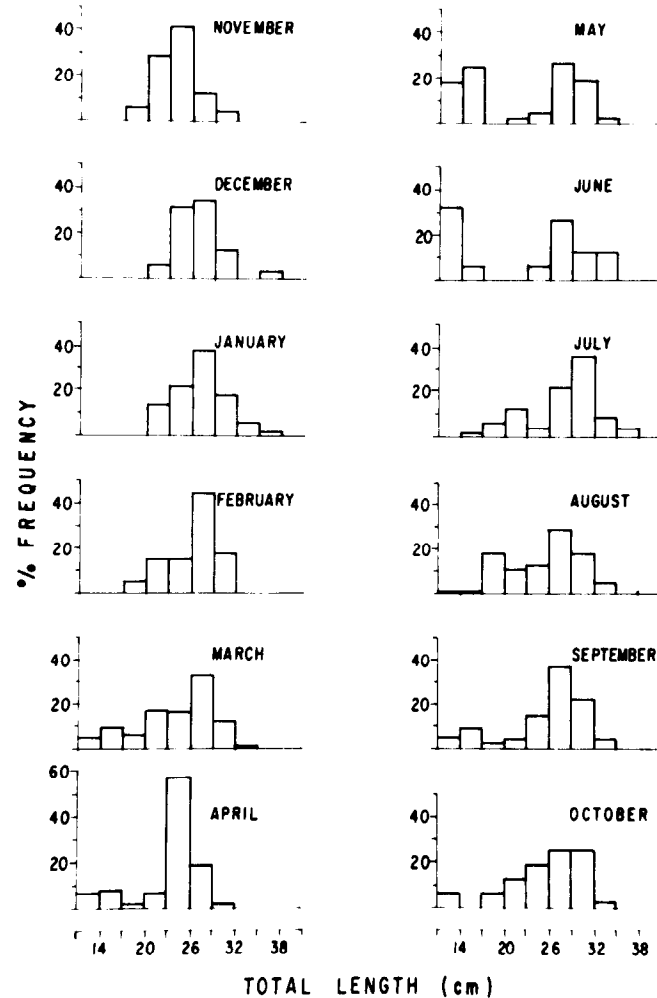 NOVEMBER
40
20
DECEMBER
40
20
JANUARY
40
20
FEBRUARY
40
20
MARCH
40
20
60
40
20
APRIL
14 20 26 32 38
MAY
40
20
JUNE
40
20
JULY
40
20
AUGUST
40
20
SEPTEMBER
40
20
OCTOBER
40
20
14 20 26 32 38
% FREQUENCY
TOTAL LENGTH (cm)